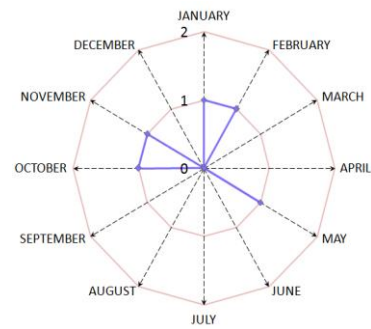 JANUARY
2
DECEMBER
FEBRUARY
NOVEMBER
1
MARCH
OCTOBER
0
APRIL
SEPTEMBER
MAY
AUGUST
JUNE
JULY